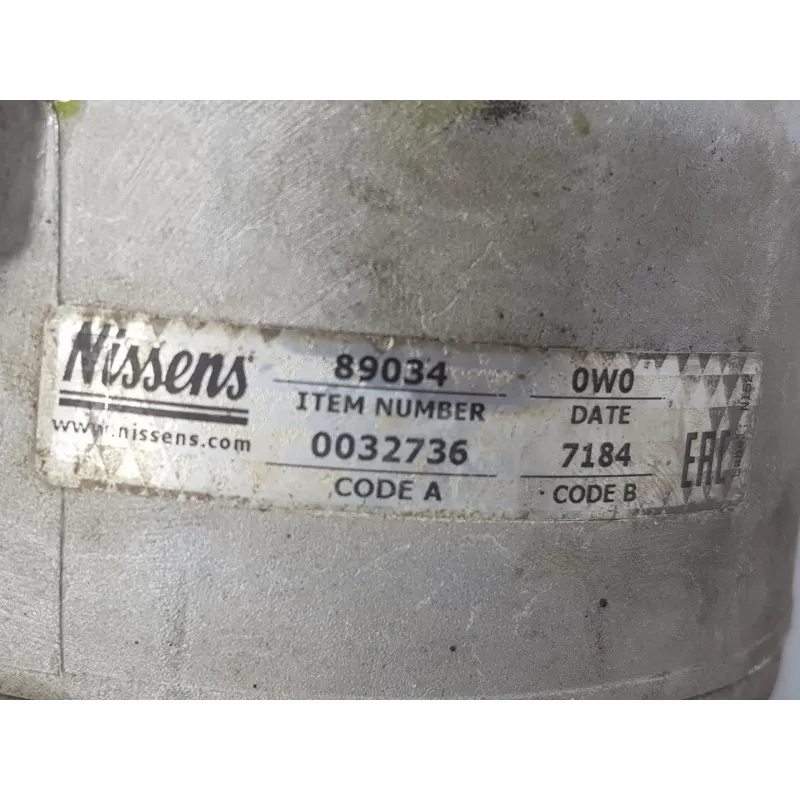 Nissens
www.nissens.com
89034
ITEM NUMBER
0032736
CODE A
0W0
DATE
7184
CODE B
EAC